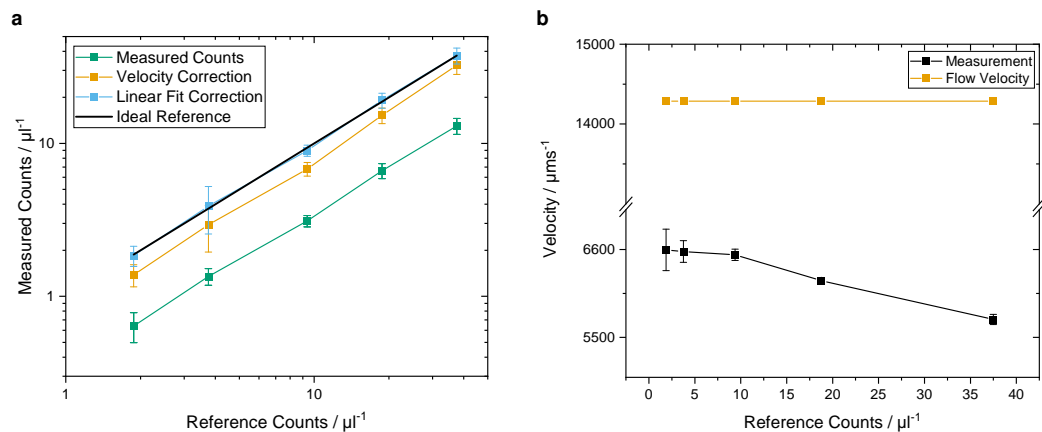 a
Measured Counts
Velocity Correction
Linear Fit Correction
Ideal Reference
10
1
1
10
Measured Counts / µl-1
Reference Counts / µl-1
b
Measurement
Flow Velocity
15000
14000
6600
5500
0
5
10
15
20
25
30
35
40
Velocity / µms-1
Reference Counts / µl-1